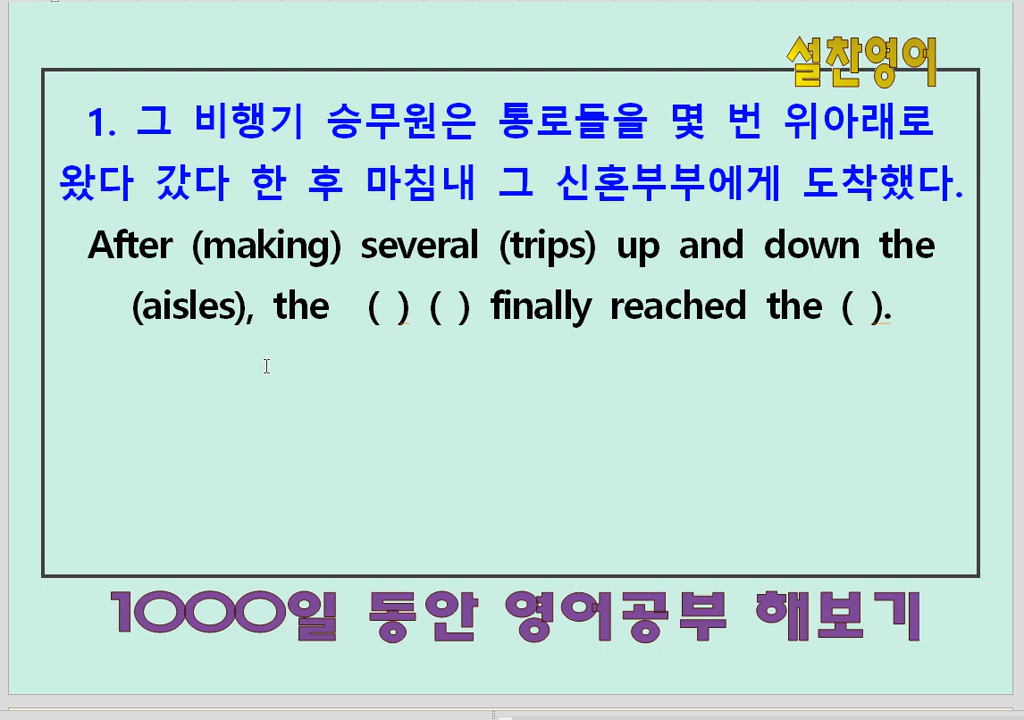 설찬영어
1. 그 비행기 승무원은 통로들을 몇 번 위아래로
왔다 갔다 한 후 마침내 그 신혼부부에게 도착했다.
After (making) several (trips) up and down the
(aisles), the ( ) ( ) finally reached the ( ).
1000일 동안 영어공부 해보기